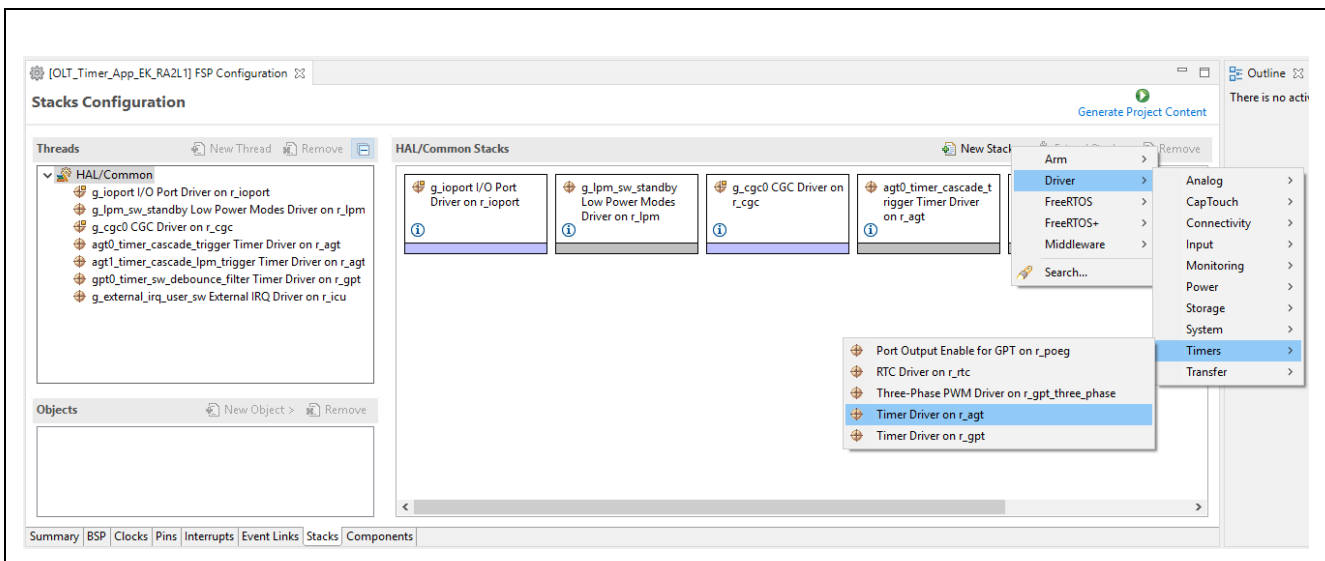 [OLT_Timer_App_EK_RA2L1] FSP Configuration
Outline
Stacks Configuration
There is no
Generate Project Content
Threads
New Thread
Remove
HAL/Common Stacks
New
Remove
HAL/Common
g_ioport I/O Port Driver on r_ioport
g_lpm_sw_standby Low Power Modes Driver on r_lpm
g_cgc0 CGC Driver on r_cgc
agt0_timer_cascade_trigger Timer Driver on r_agt
agt1_timer_cascade_lpm_trigger Timer Driver on r_agt
gpt0_timer_sw_debounce_filter Timer Driver on r_gpt
g_external_irq_user_sw External IRQ Driver on r_icu
g_ioport I/O Port
Driver on r_ioport
g_lpm_sw_standby
Low Power Modes
Driver on r_lpm
g_cgc0 CGC Driver on
r_cgc
agt0_timer_cascade_t
rigger Timer Driver
on r_agt
Arm
Driver
FreeRTOS
FreeRTOS+
Middleware
Search...
Analog
CapTouch
Connectivity
Input
Monitoring
Power
Storage
System
Timers
Transfer
Port Output Enable for GPT on r_poeg
RTC Driver on r_rtc
Three-Phase PWM Driver on r_gpt_three_phase
Timer Driver on r_agt
Timer Driver on r_gpt
Objects
New Object >
Remove
Summary BSP Clocks Pins Interrupts Event Links Stacks Components